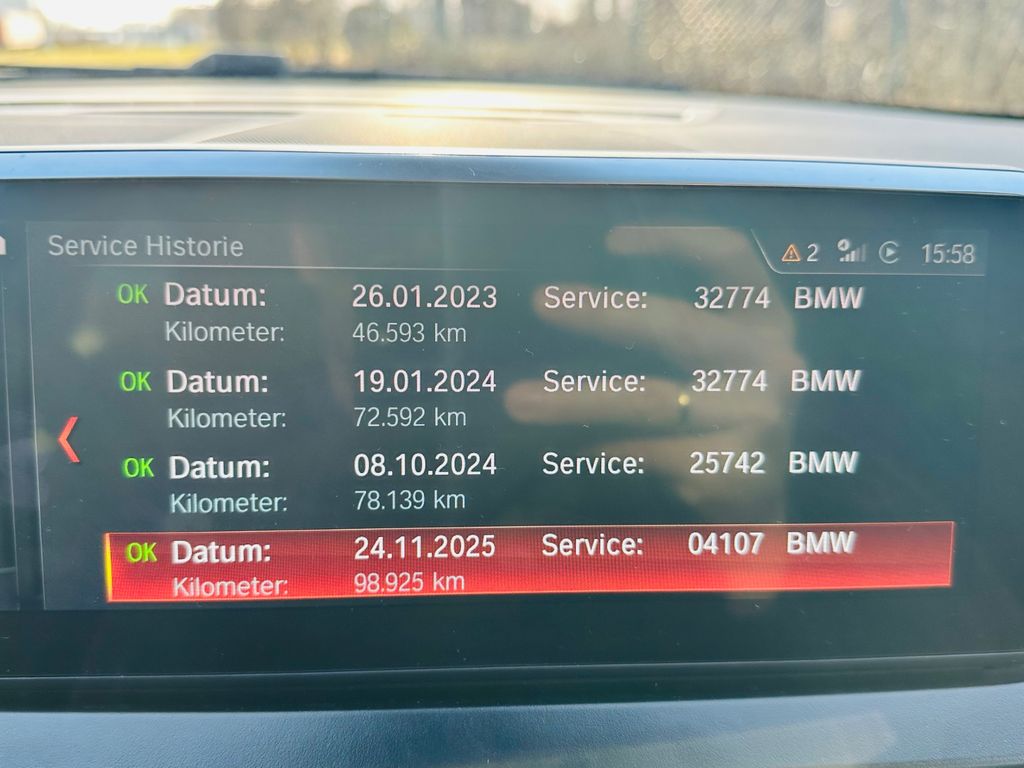 Service Historie
2 15:58
OK Datum: 26.01.2023 Service: 32774 BMW
Kilometer: 46.593 km
OK Datum: 19.01.2024 Service: 32774 BMW
Kilometer: 72.592 km
OK Datum: 08.10.2024 Service: 25742 BMW
Kilometer: 78.139 km
OK Datum: 24.11.2025 Service: 04107 BMW
Kilometer: 98.925 km